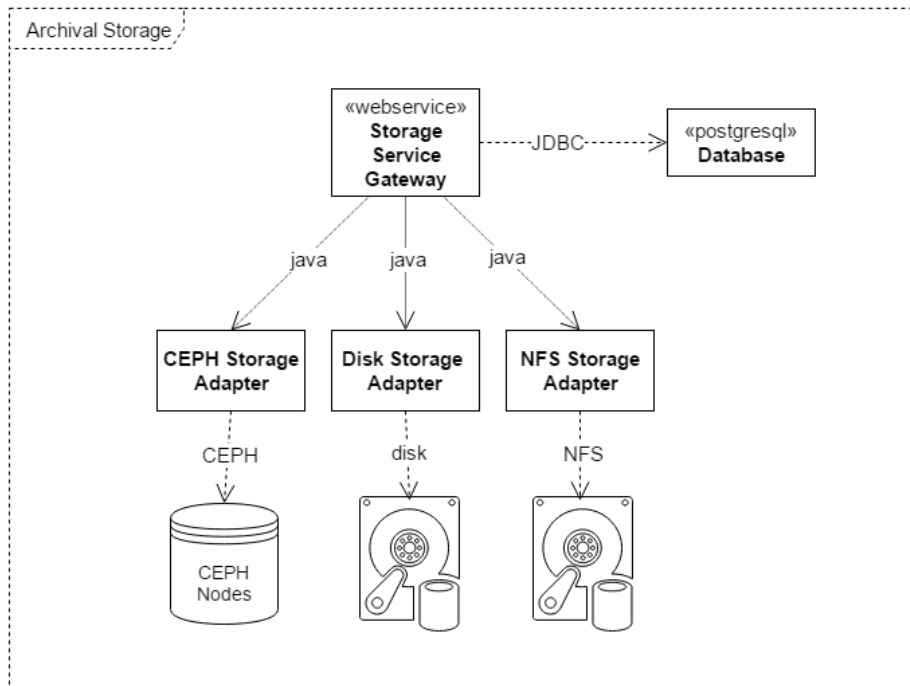 Archival Storage
«webservice»
Storage
Service
Gateway
JDBC
«postgresql»
Database
java
java
java
CEPH Storage
Adapter
Disk Storage
Adapter
NFS Storage
Adapter
CEPH
disk
NFS
CEPH
Nodes